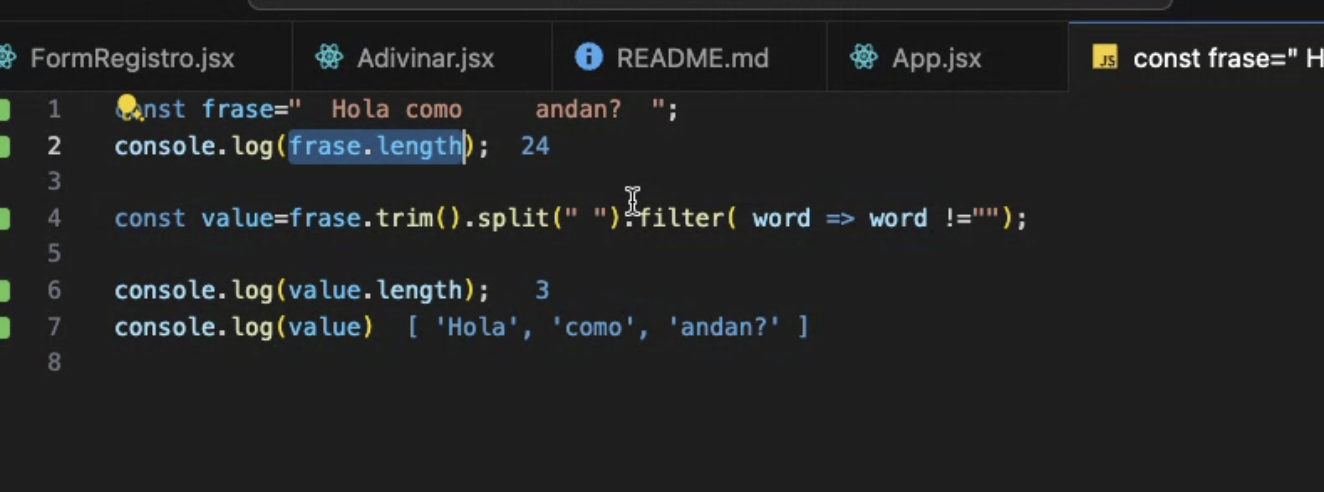 FormRegistro.jsx Adivinar.jsx README.md App.jsx JS const frase=" H
1 const frase="  Hola como     andan?  ";
2 console.log(frase.length); 24
3
4 const value=frase.trim().split(" ").filter( word => word !="");
5
6 console.log(value.length); 3
7 console.log(value) [ 'Hola', 'como', 'andan?' ]
8